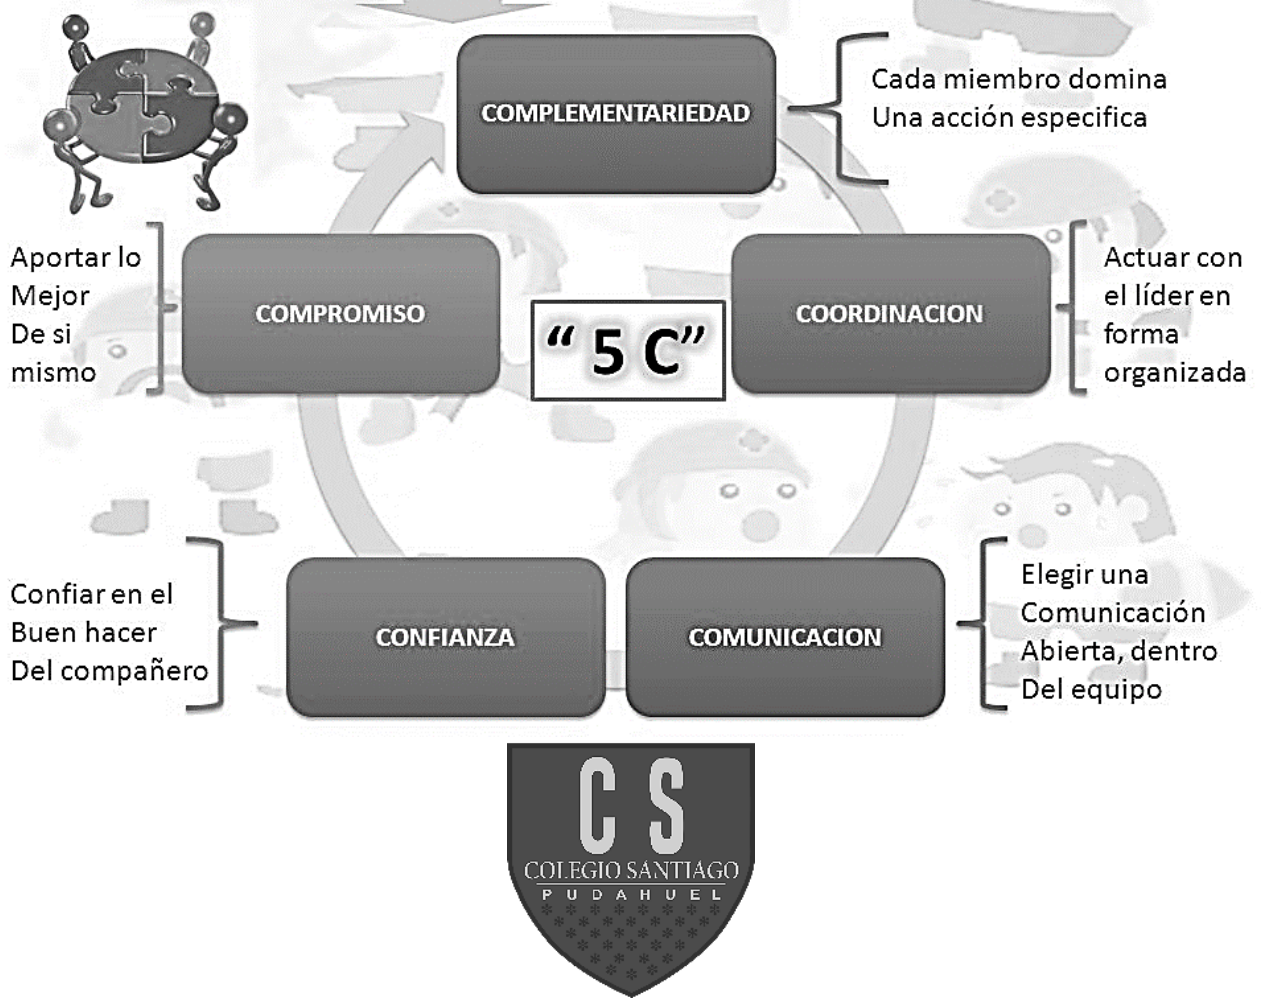 COMPLEMENTARIEDAD
Cada miembro domina
Una acción especifica
COMPROMISO
Aportar lo
Mejor
De si
mismo
“ 5 C”
COORDINACION
Actuar con
el líder en
forma
organizada
CONFIANZA
Confiar en el
Buen hacer
Del compañero
COMUNICACION
Elegir una
Comunicación
Abierta, dentro
Del equipo
C S
COLEGIO SANTIAGO
PUDAHUEL